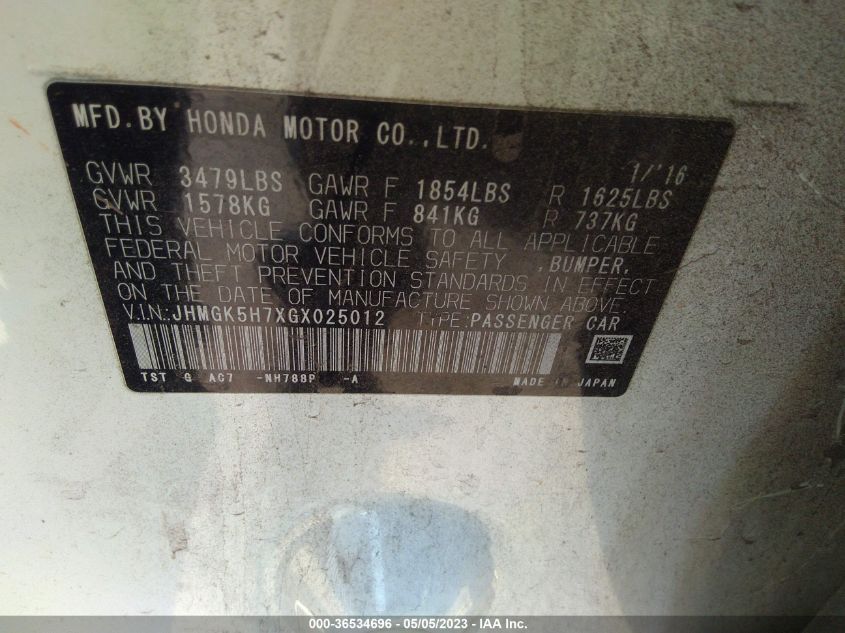 MFD.BY HONDA MOTOR CO.,LTD.
1/'16
GVWR 3479LBS GAWR F 1854LBS R 1625LBS
GVWR 1578KG GAWR F 841KG R 737KG
THIS VEHICLE CONFORMS TO ALL APPLICABLE
FEDERAL MOTOR VEHICLE SAFETY ,BUMPER,
AND THEFT PREVENTION STANDARDS IN EFFECT
ON THE DATE OF MANUFACTURE SHOWN ABOVE
V.I.N.:JHMGK5H7XGX025012 TYPE:PASSENGER CAR
TST G AC7 -NH788P -A MADE IN JAPAN
000-36534696 - 05/05/2023 - IAA Inc.